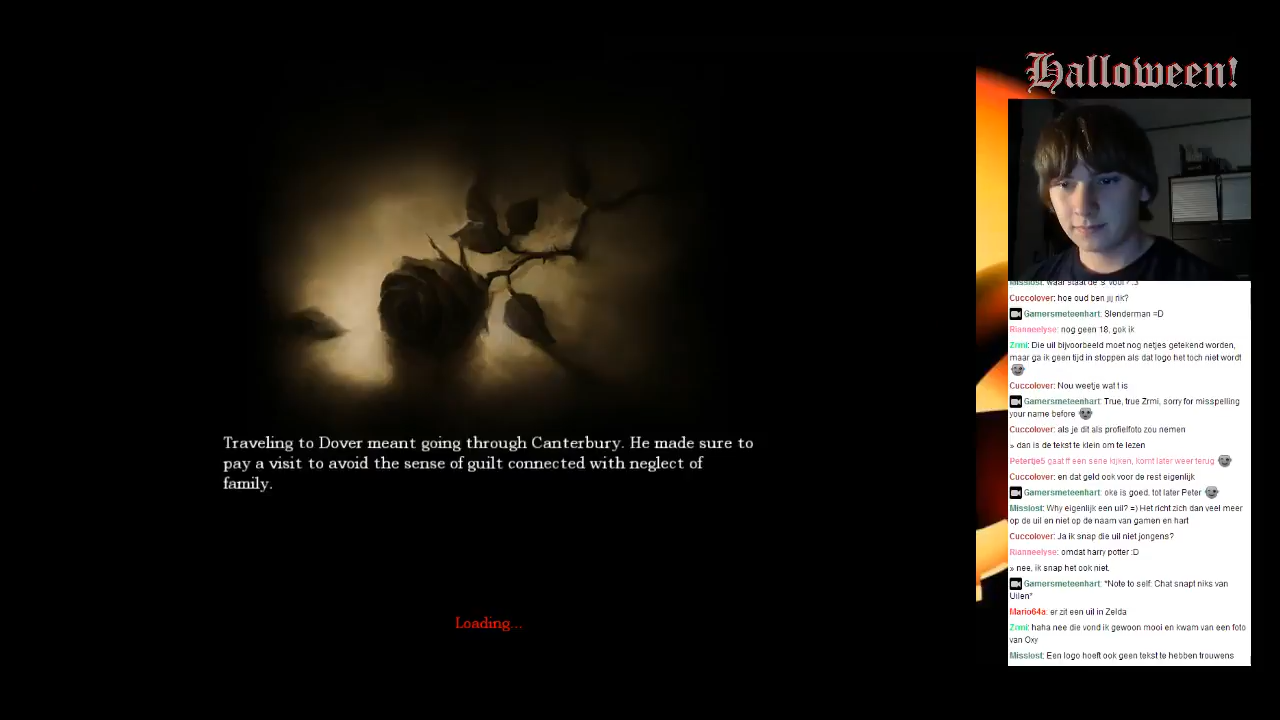 Halloween!
Traveling to Dover meant going through Canterbury. He made sure to
pay a visit to avoid the sense of guilt connected with neglect of
family.
Loading...
Missiost: waar staat de 's' voor? :3
Cuccolover: hoe oud ben jij rik?
Gamersmeteenhart: Slenderman =D
Rianneelyse: nog geen 18, gok ik
Zrmi: Die uil bijvoorbeeld moet nog netjes getekend worden,
maar ga ik geen tijd in stoppen als dat logo het toch niet wordt
Cuccolover: Nou weetje wat t is
Gamersmeteenhart: True, true Zrmi, sorry for misspelling
your name before
Cuccolover: als je dit als profielfoto zou nemen
» dan is de tekst te klein om te lezen
Petertje5 gaat ff een sene kijken, komt later weer terug
Cuccolover: en dat geld ook voor de rest eigenlijk
Gamersmeteenhart: oke is goed, tot later Peter
Missiost: Why eigenlijk een uil? =) Het richt zich dan veel meer
op de uil en niet op de naam van gamen en hart
Cuccolover: Ja ik snap die uil niet jongens?
Rianneelyse: omdat harry potter :D
» nee, ik snap het ook niet.
Gamersmeteenhart: *Note to self: Chat snapt niks van
Uilen*
Mario64a: er zit een uil in Zelda
Zrmi: haha nee die vond ik gewoon mooi en kwam van een foto
van Oxy
Missiost: Een logo hoeft ook geen tekst te hebben trouwens